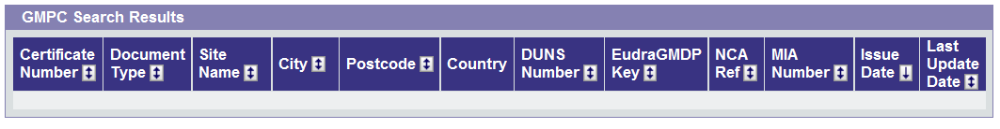 GMPC Search Results
Certificate Number
Document Type
Site Name
City
Postcode
Country
DUNS Number
EudraGMDP Key
NCA Ref
MIA Number
Issue Date
Last Update Date